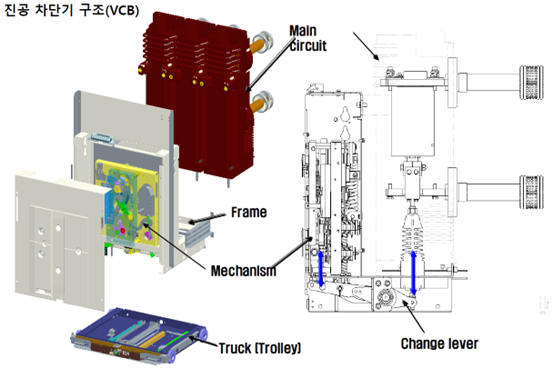 진공 차단기 구조(VCB)
Main
circuit
Frame
Mechanism
Truck (Trolley)
Change lever